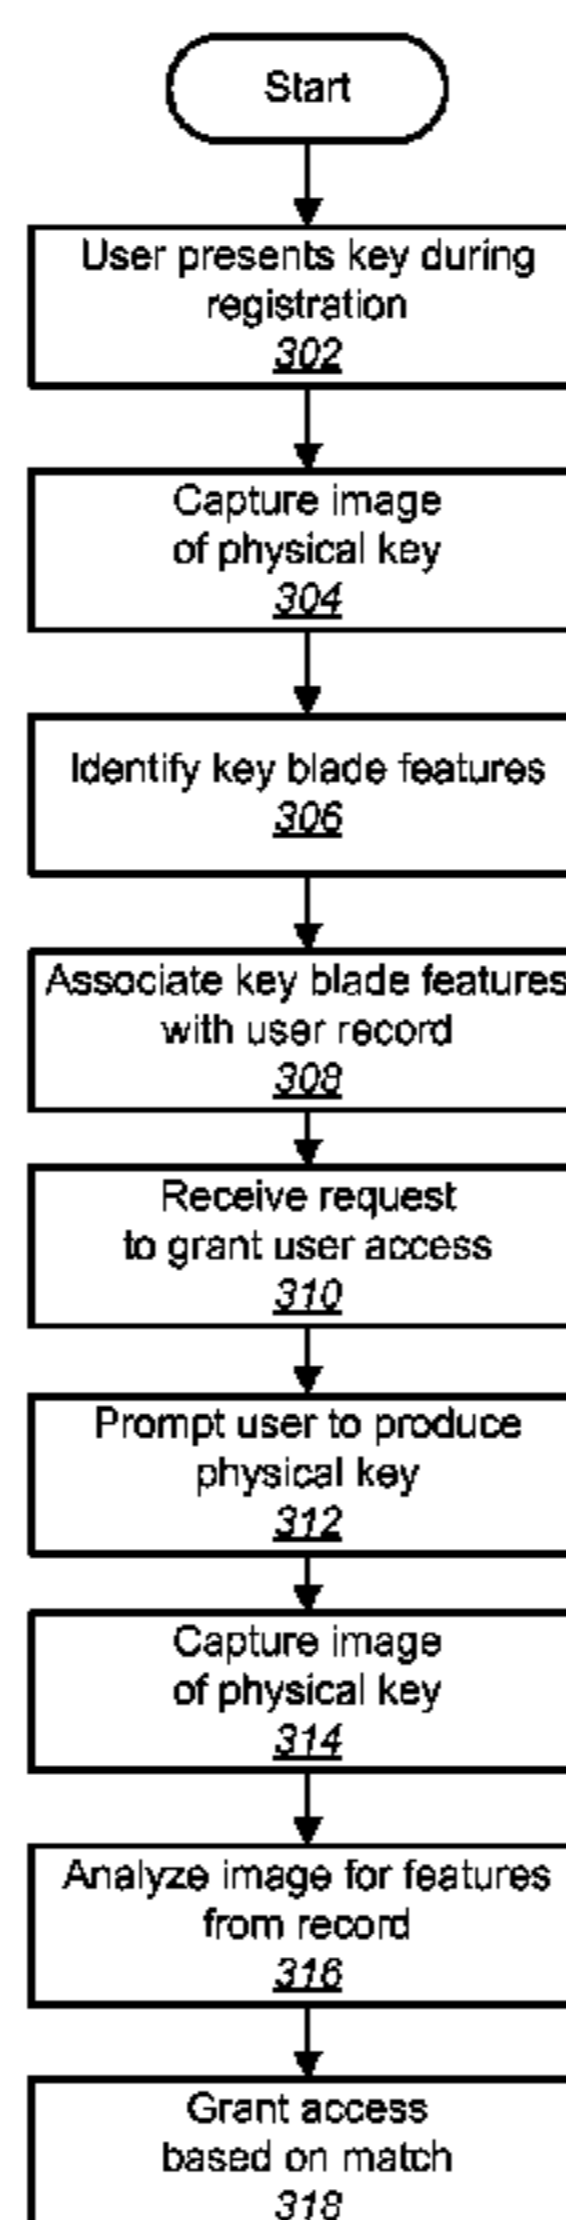 Start
User presents key during
registration
302
Capture image
of physical key
304
Identify key blade features
306
Associate key blade features
with user record
308
Receive request
to grant user access
310
Prompt user to produce
physical key
312
Capture image
of physical key
314
Analyze image for features
from record
316
Grant access
based on match
318